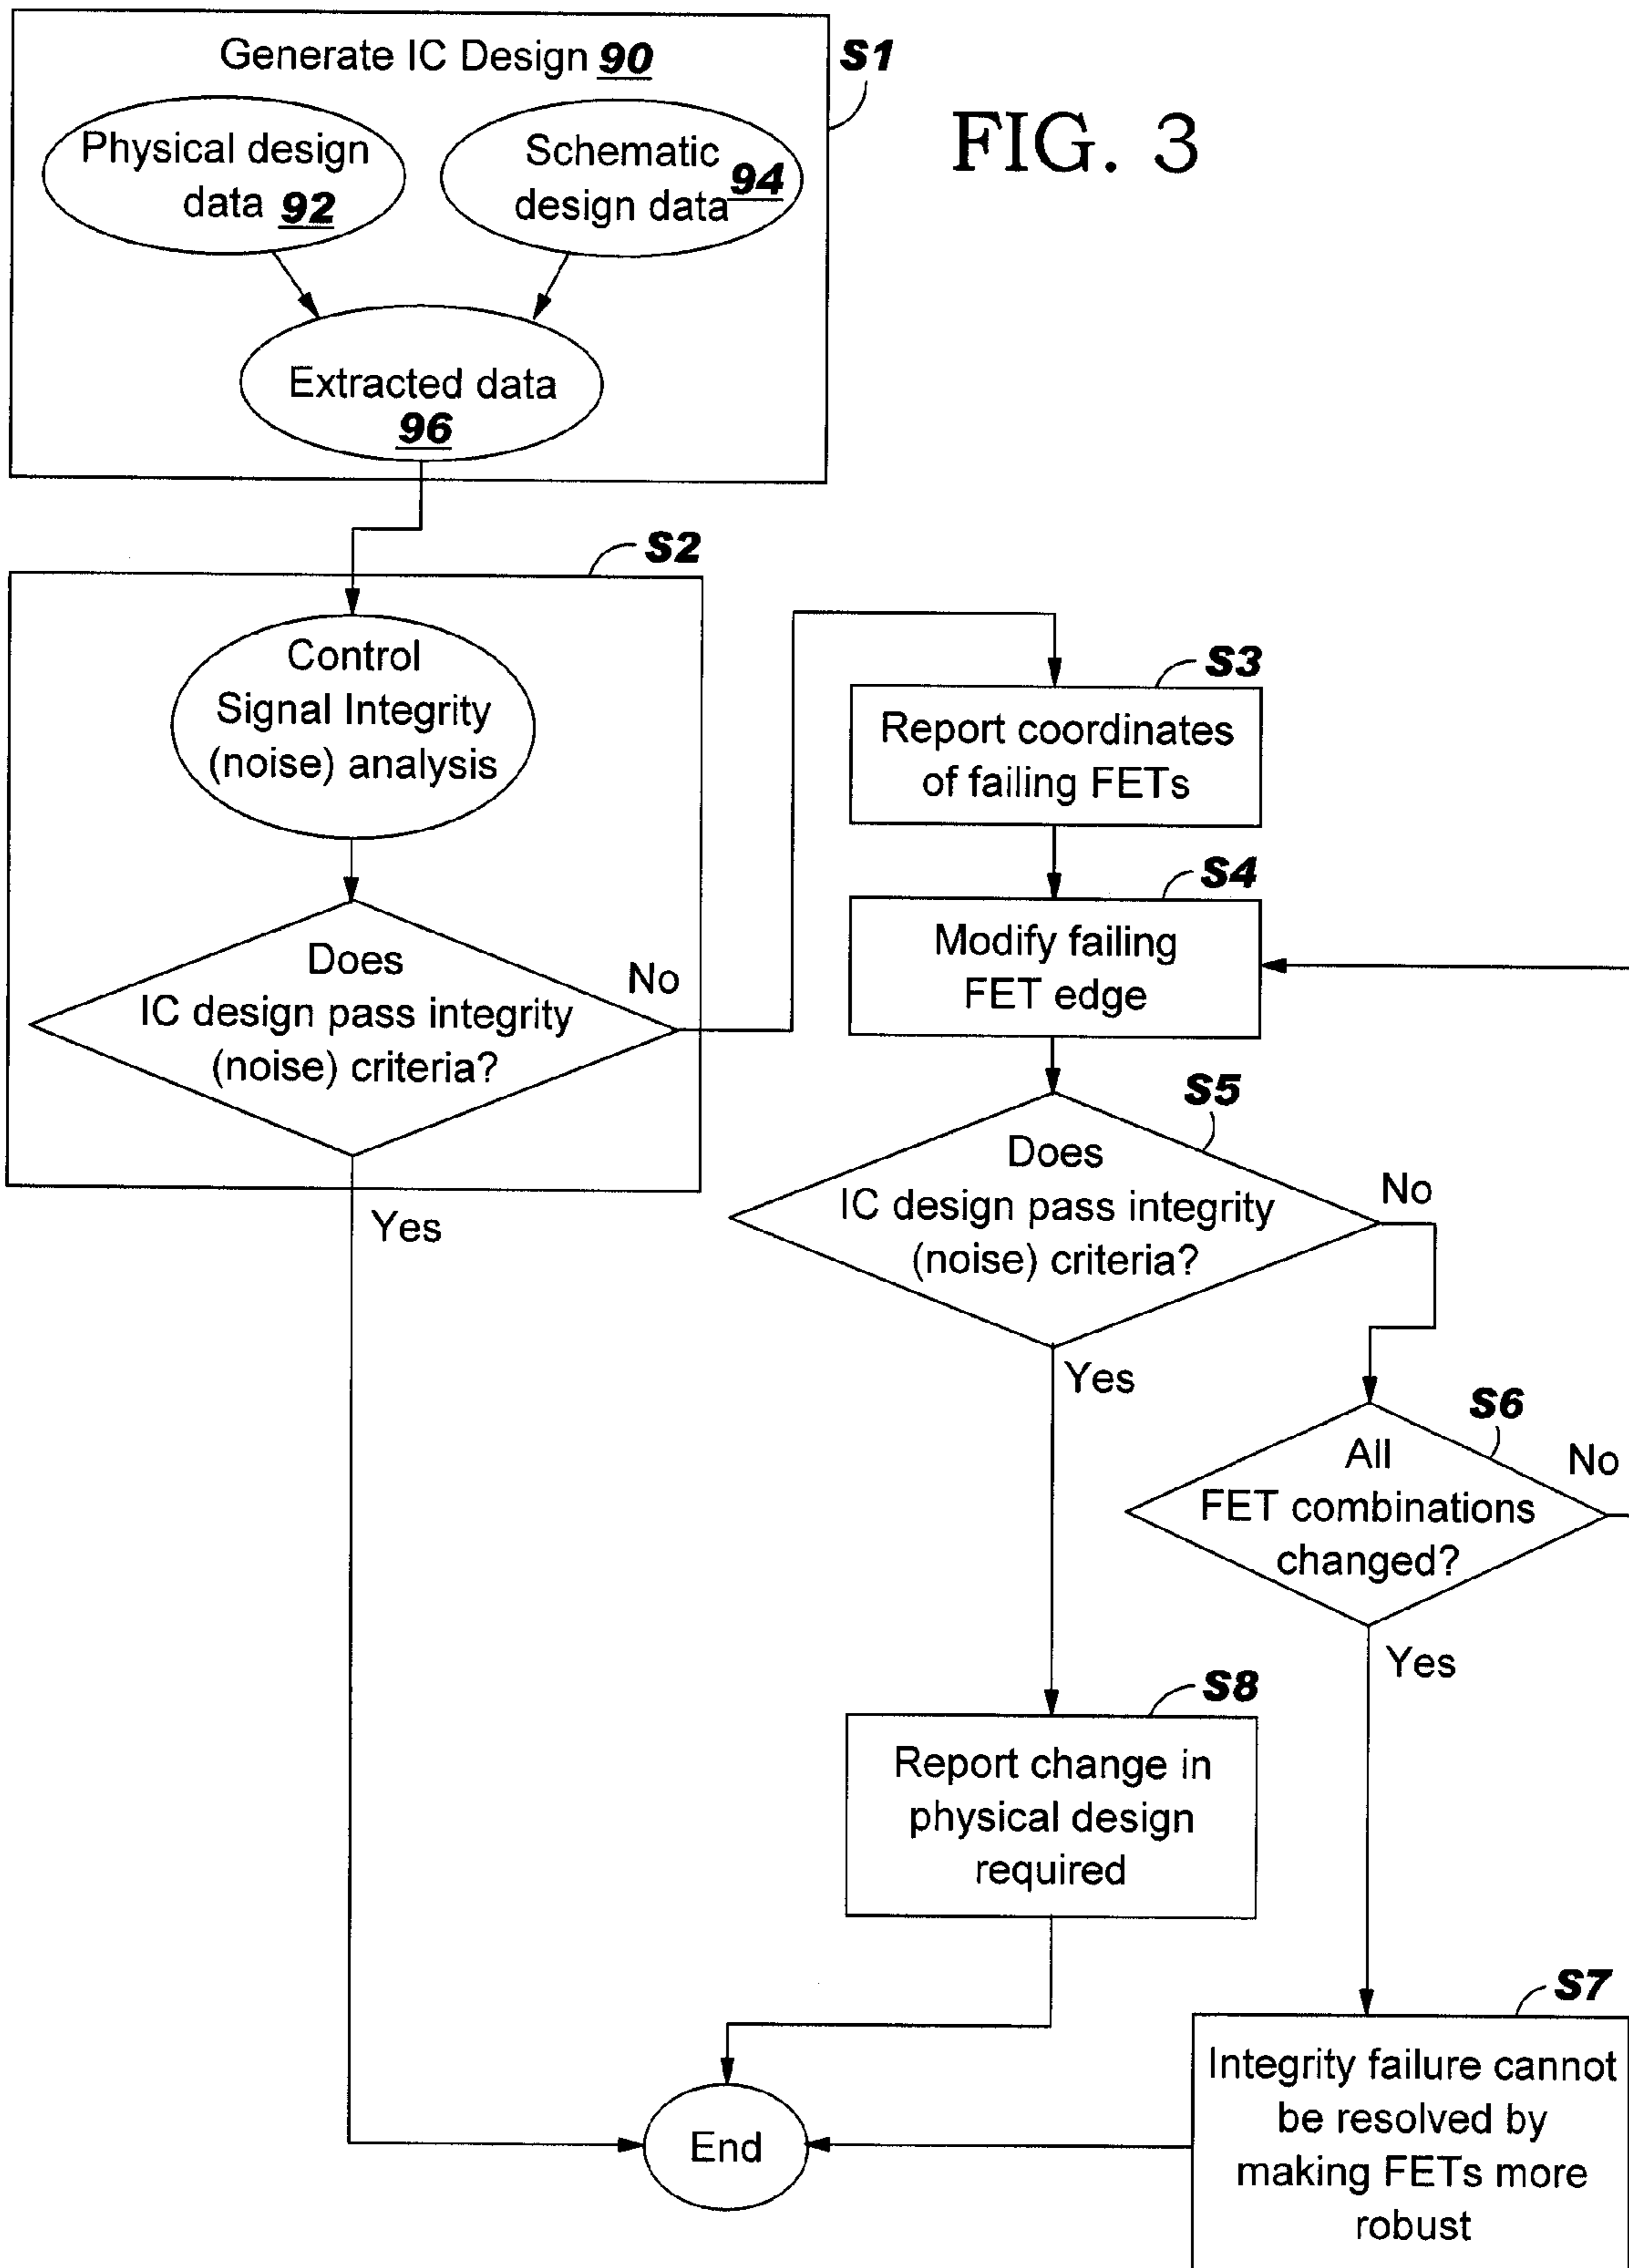 Generate IC Design 90
S1
FIG. 3
Physical design
data 92
Schematic
design data 94
Extracted data
96
S2
Control
Signal Integrity
(noise) analysis
Does
IC design pass integrity
(noise) criteria?
No
Yes
S3
Report coordinates
of failing FETs
S4
Modify failing
FET edge
S5
Does
IC design pass integrity
(noise) criteria?
No
Yes
S6
All
FET combinations
changed?
No
Yes
S8
Report change in
physical design
required
S7
Integrity failure cannot
be resolved by
making FETs more
robust
End